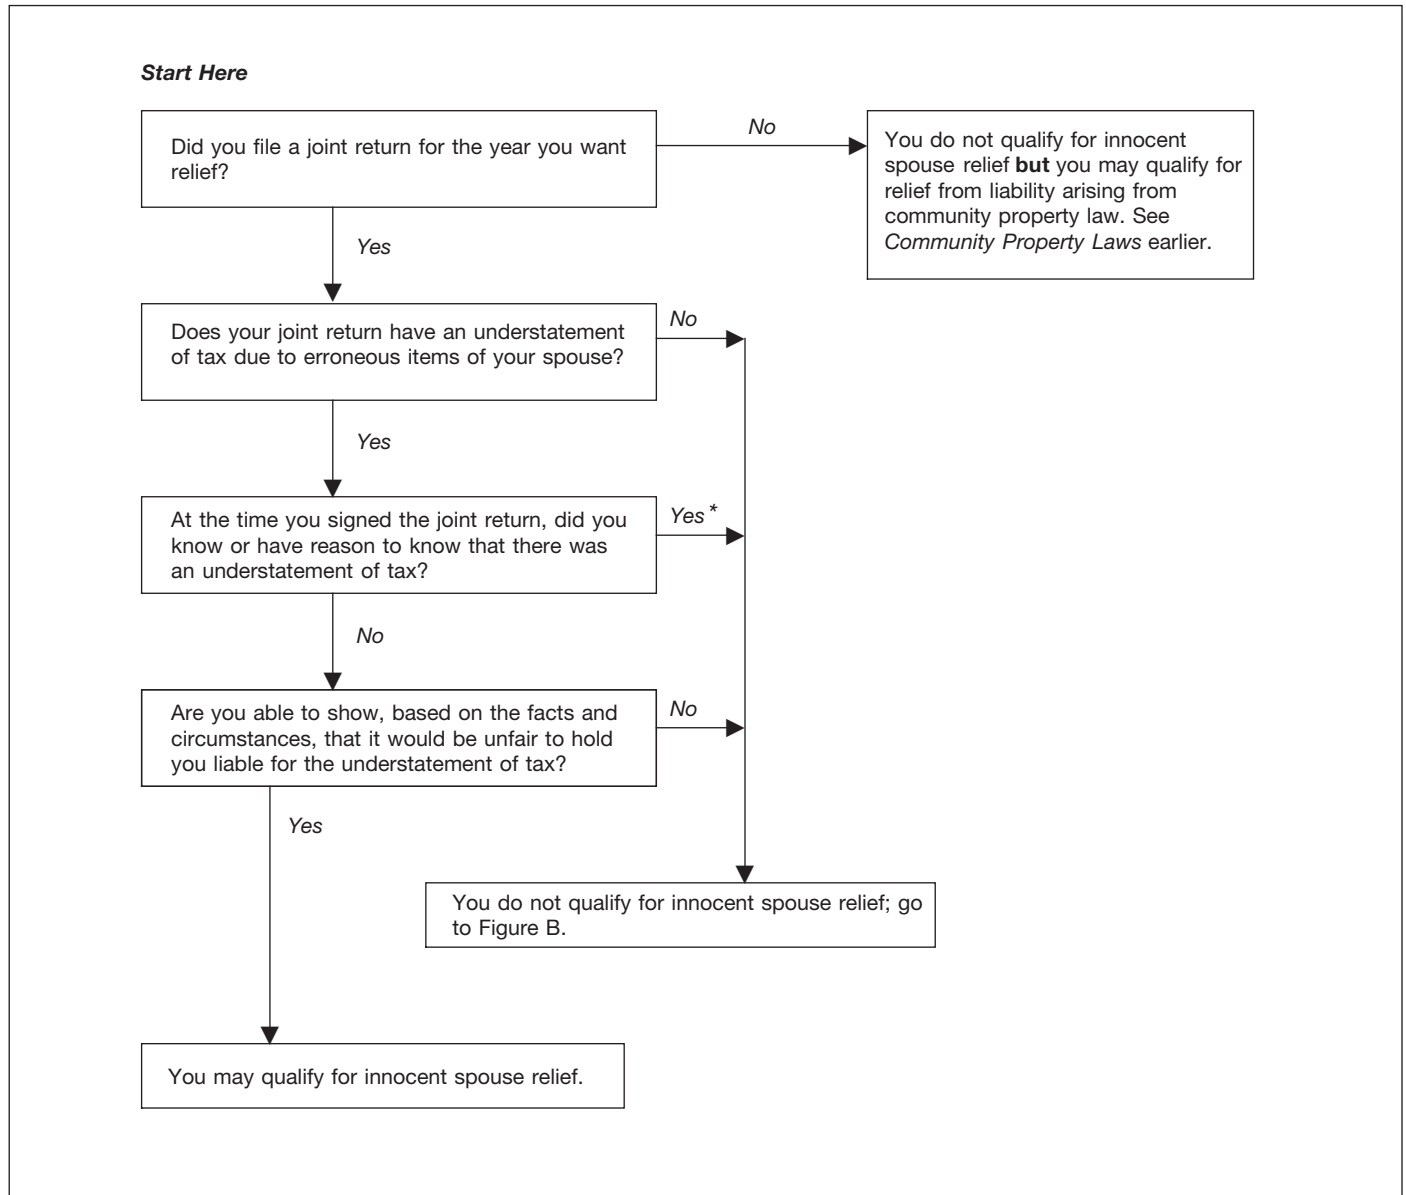 Start Here
Did you file a joint return for the year you want
relief?
No
You do not qualify for innocent
spouse relief but you may qualify for
relief from liability arising from
community property law. See
Community Property Laws earlier.
Yes
Does your joint return have an understatement
of tax due to erroneous items of your spouse?
No
Yes
At the time you signed the joint return, did you
know or have reason to know that there was
an understatement of tax?
Yes*
No
Are you able to show, based on the facts and
circumstances, that it would be unfair to hold
you liable for the understatement of tax?
No
Yes
You do not qualify for innocent spouse relief; go
to Figure B.
You may qualify for innocent spouse relief.